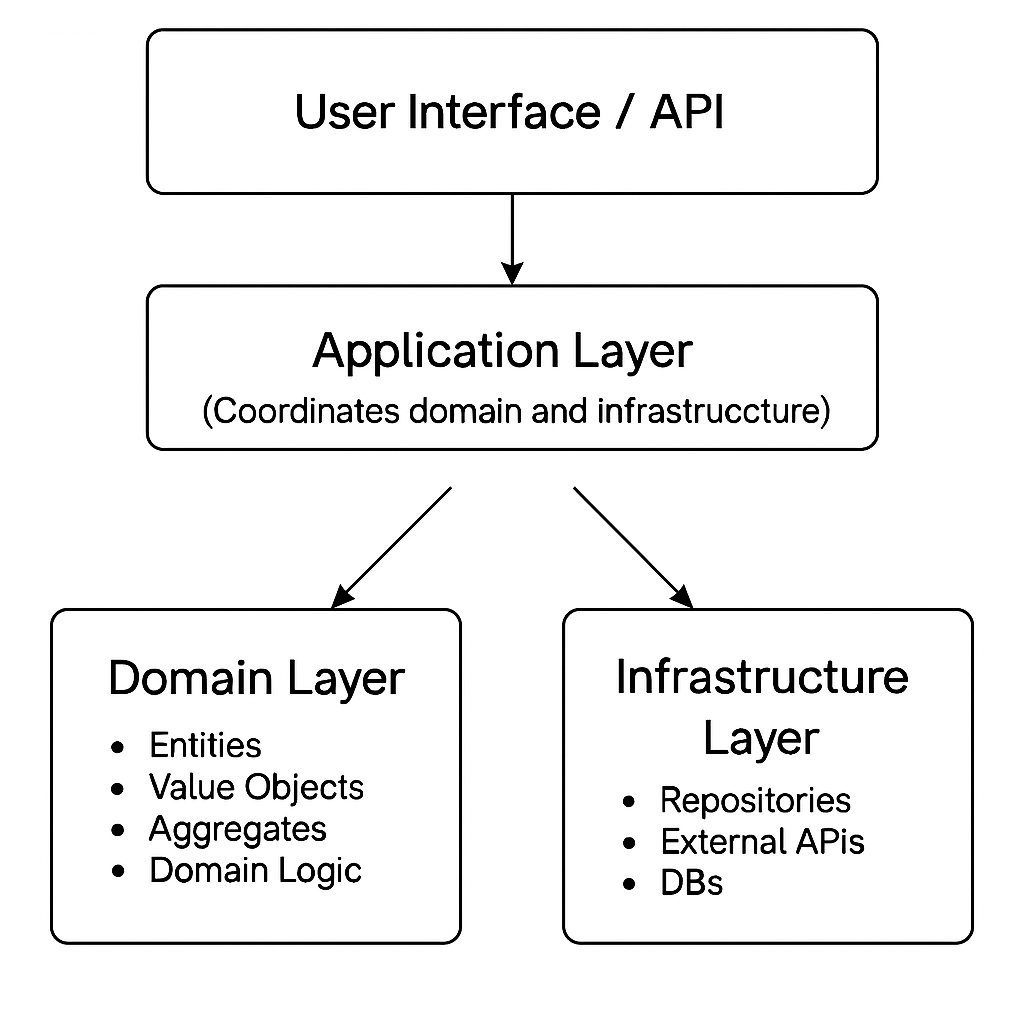 User Interface / API
Application Layer
(Coordinates domain and infrastruccture)
Domain Layer
• Entities
• Value Objects
• Aggregates
• Domain Logic
Infrastructure
Layer
• Repositories
• External APis
• DBs